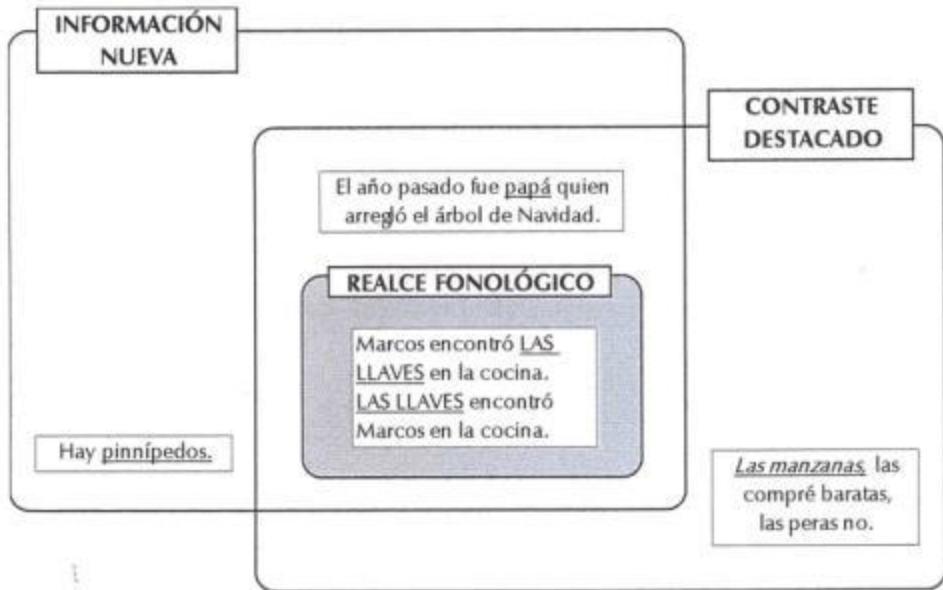 INFORMACIÓN
NUEVA
CONTRASTE
DESTACADO
El año pasado fue papá quien
arregló el árbol de Navidad.
REALCE FONOLÓGICO
Marcos encontró LAS
LLAVES en la cocina.
LAS LLAVES encontró
Marcos en la cocina.
Hay pinnípedos.
Las manzanas, las
compré baratas,
las peras no.